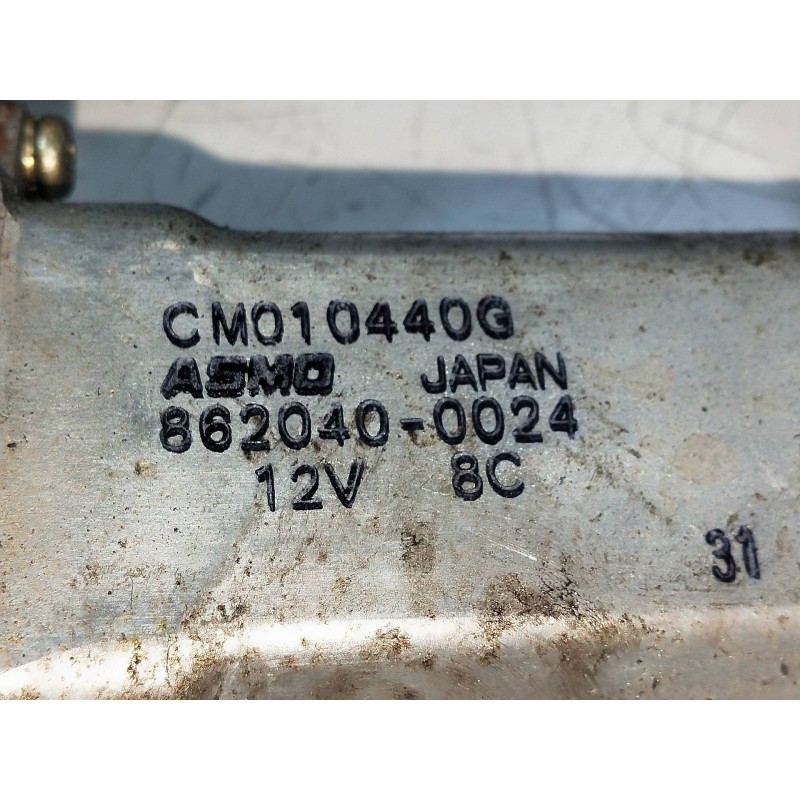 CM010440G
ASMO JAPAN
862040-0024
12V 8C
31